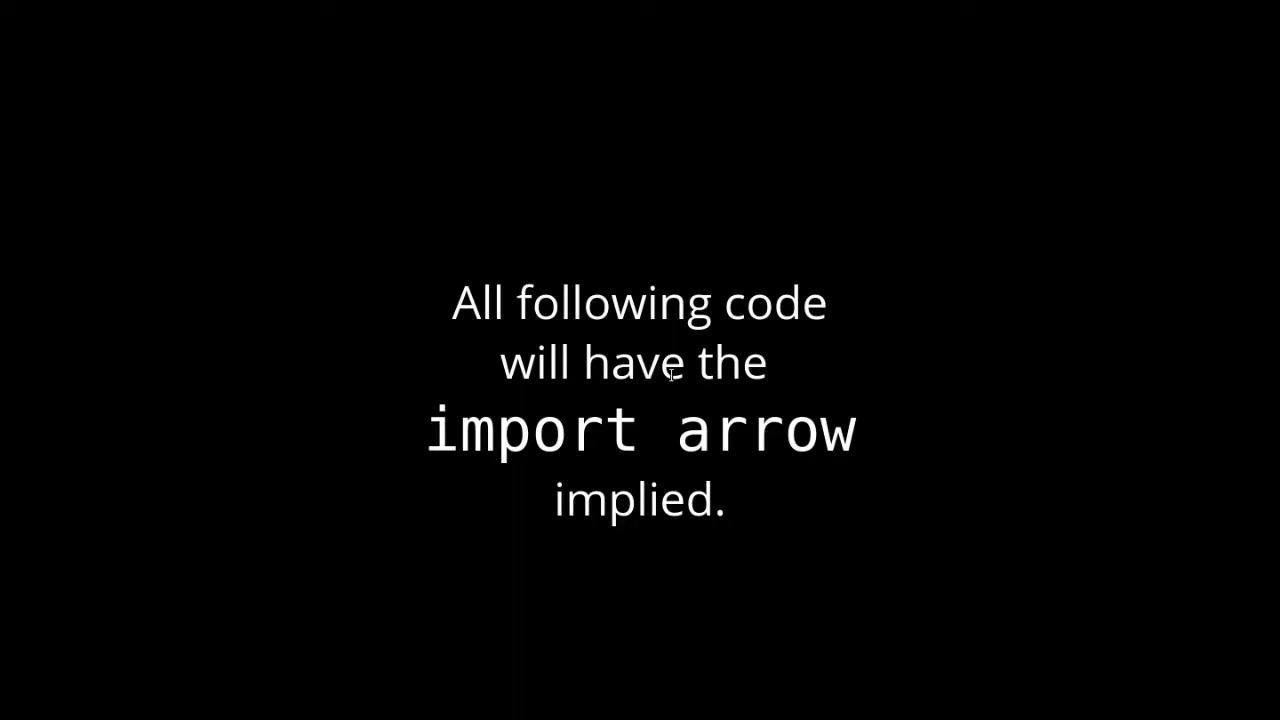 All following code
will have the
import arrow
implied.